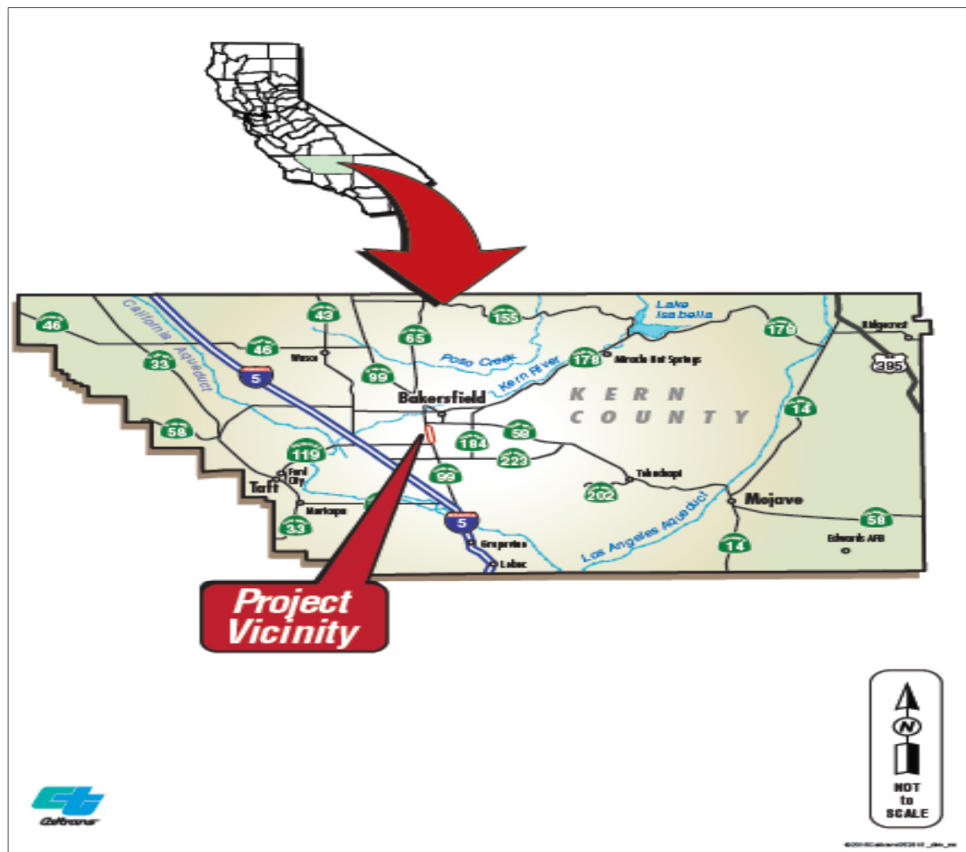 46
33
58
California
Aqueduct
5
43
46
Wasco
99
65
155
Poso Creek
Kern River
Bakersfield
178
Miracle Hot Springs
Lake
Isabella
178
Ridgecrest
395
KERN
COUNTY
14
58
184
223
119
Ford
City
Taft
Maricopa
33
99
5
Grapevine
Lebec
202
Tehachapi
Los Angeles Aqueduct
Mojave
58
14
Edwards AFB
Project
Vicinity
N
NOT
to
SCALE
Caltrans